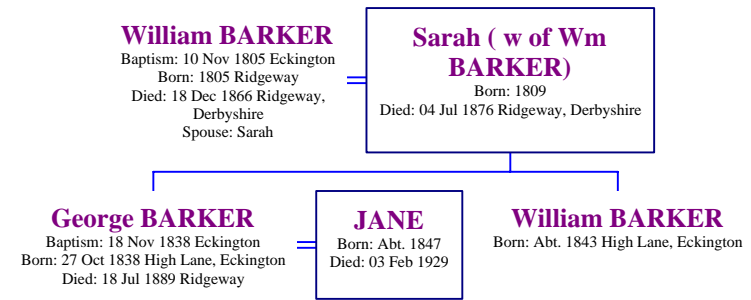 William BARKER
Baptism: 10 Nov 1805 Eckington
Born: 1805 Ridgeway
Died: 18 Dec 1866 Ridgeway,
Derbyshire
Spouse: Sarah
Sarah ( w of Wm
BARKER)
Born: 1809
Died: 04 Jul 1876 Ridgeway, Derbyshire
George BARKER
Baptism: 18 Nov 1838 Eckington
Born: 27 Oct 1838 High Lane, Eckington
Died: 18 Jul 1889 Ridgeway
JANE
Born: Abt. 1847
Died: 03 Feb 1929
William BARKER
Born: Abt. 1843 High Lane, Eckington